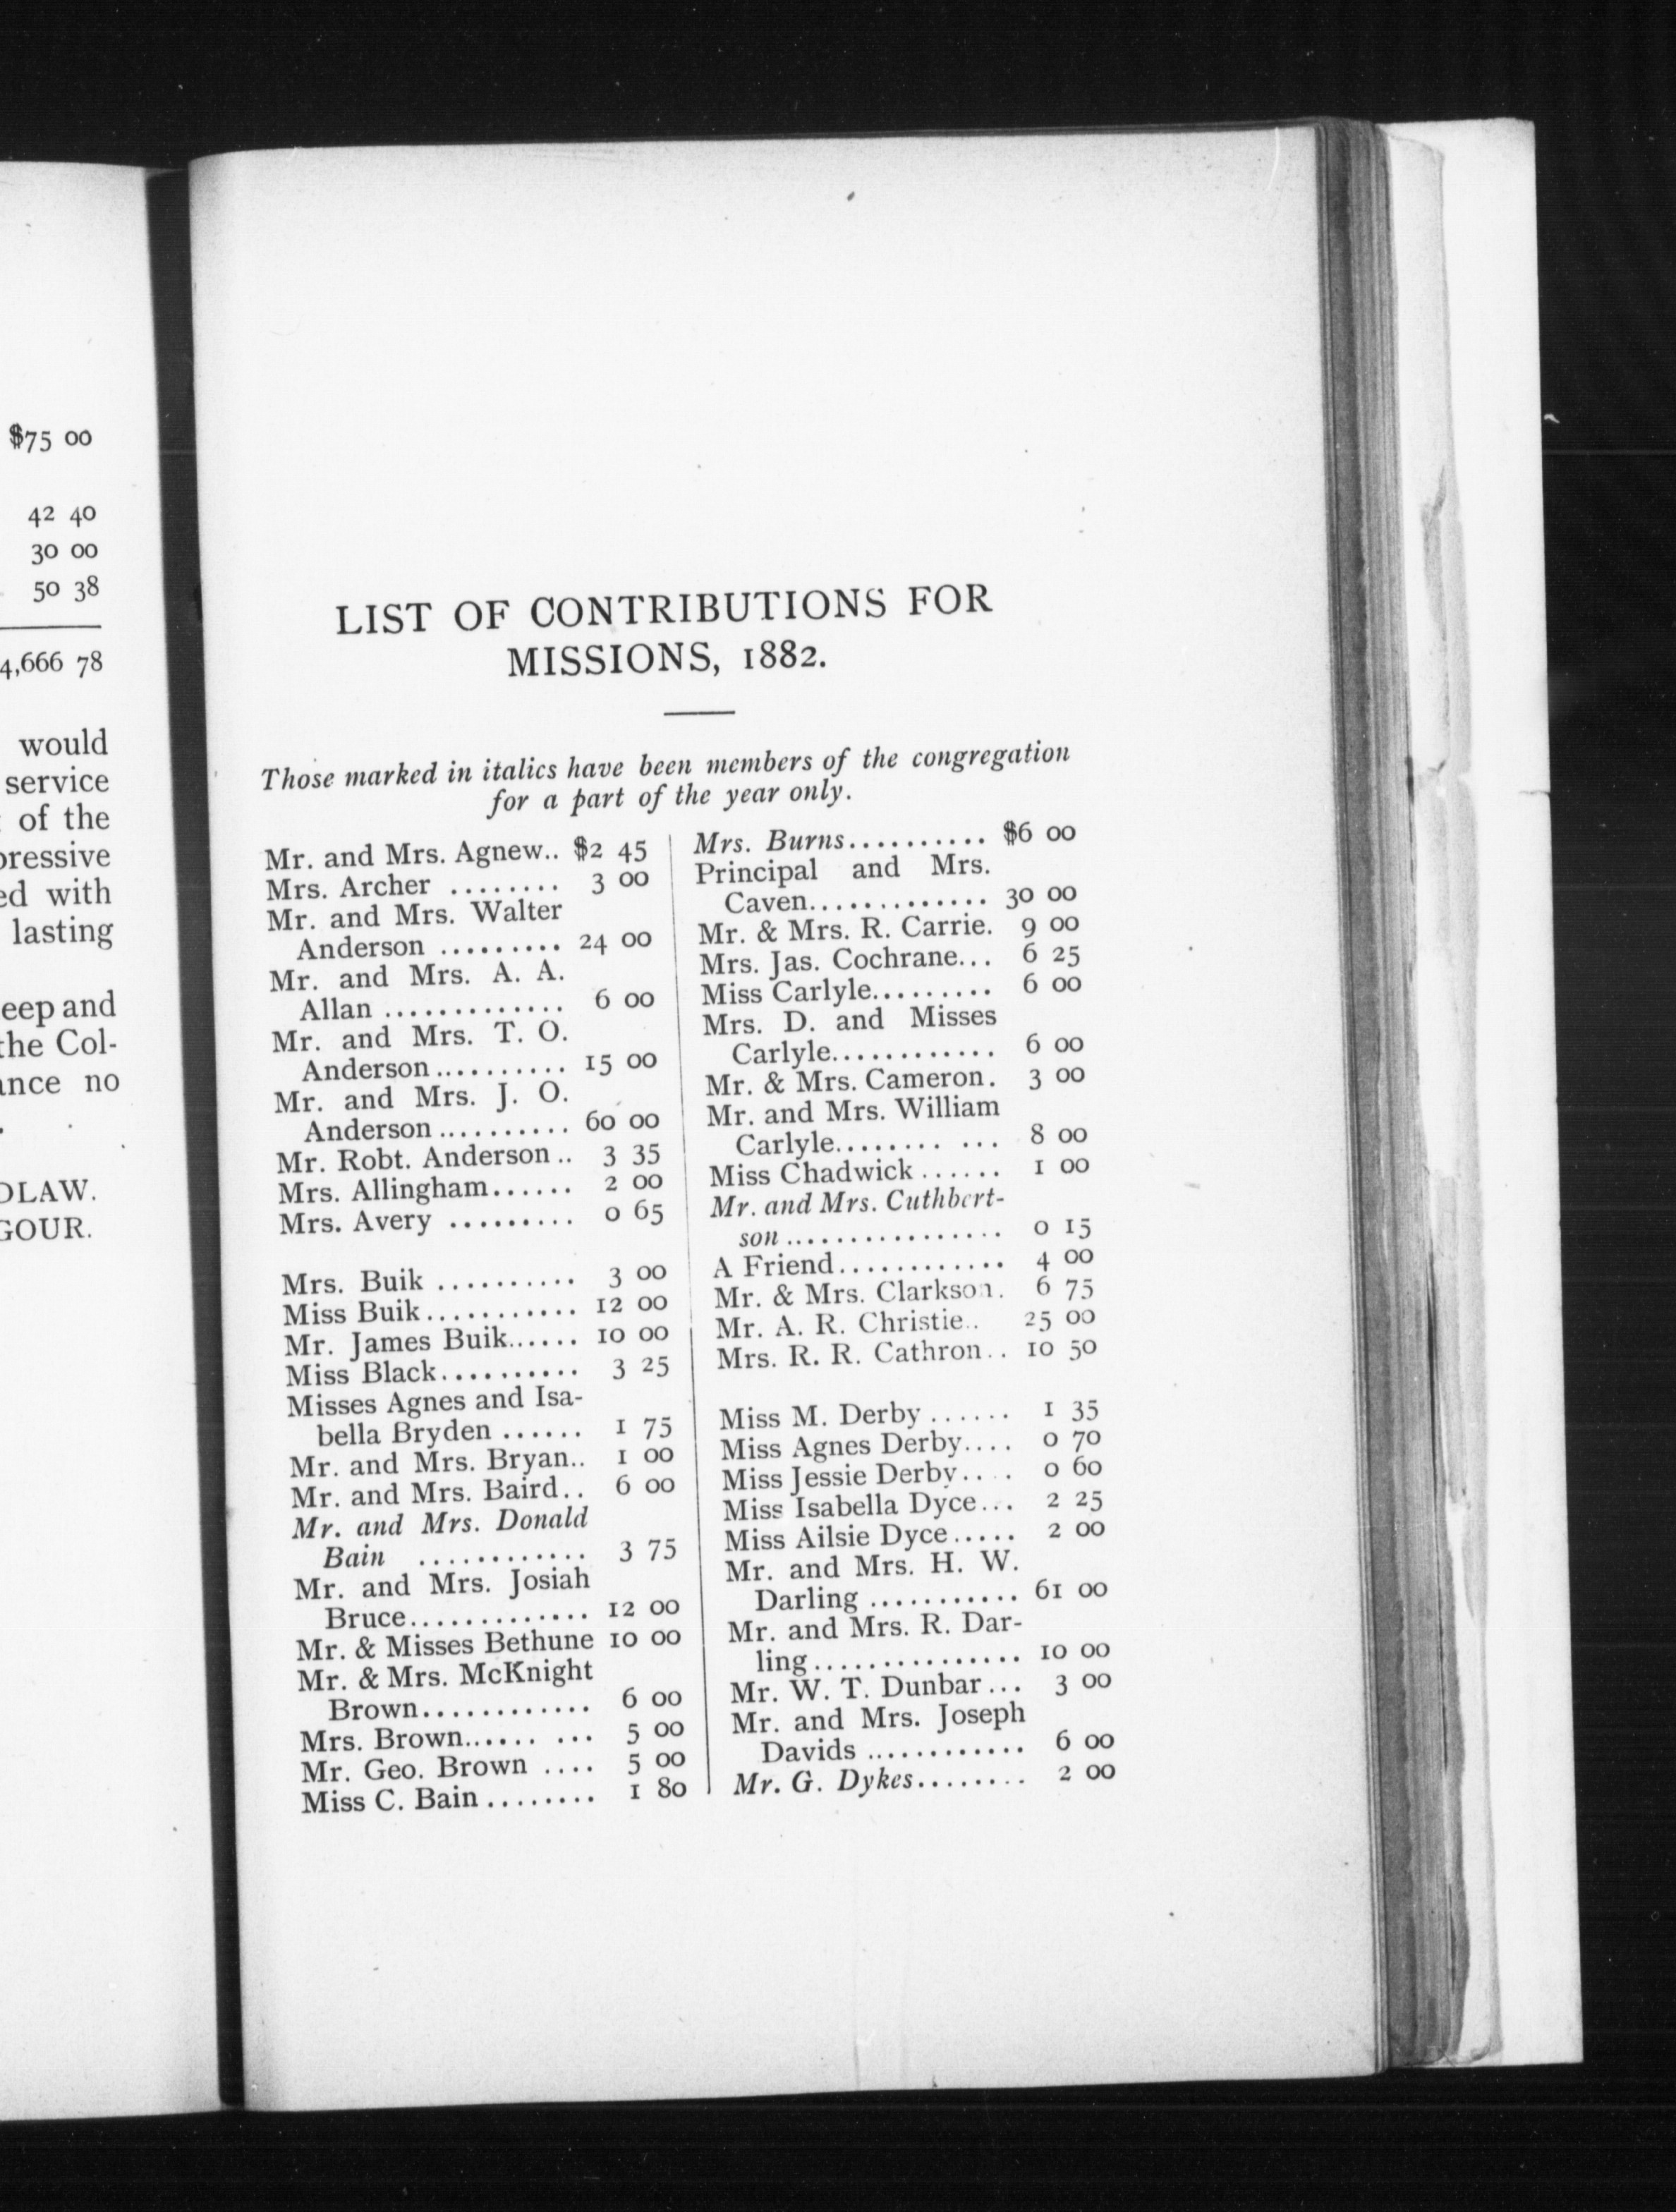 $75 00
42 40
30 00
50 38
4,666 78
would
service
of the
pressive
ed with
lasting
eep and
the Col-
ance no
DLAW.
GOUR.
LIST OF CONTRIBUTIONS FOR
MISSIONS, 1882.
Those marked in italics have been members of the congregation
for a part of the year only.
Mr. and Mrs. Agnew.. $2 45
Mrs. Archer ........ 3 00
Mr. and Mrs. Walter
Anderson ......... 24 00
Mr. and Mrs. A. A.
Allan ............. 6 00
Mr. and Mrs. T. O.
Anderson .......... 15 00
Mr. and Mrs. J. O.
Anderson .......... 60 00
Mr. Robt. Anderson .. 3 35
Mrs. Allingham...... 2 00
Mrs. Avery ......... 0 65
Mrs. Buik .......... 3 00
Miss Buik........... 12 00
Mr. James Buik...... 10 00
Miss Black.......... 3 25
Misses Agnes and Isa-
bella Bryden ...... 1 75
Mr. and Mrs. Bryan.. 1 00
Mr. and Mrs. Baird.. 6 00
Mr. and Mrs. Donald
Bain ............ 3 75
Mr. and Mrs. Josiah
Bruce............. 12 00
Mr. & Misses Bethune 10 00
Mr. & Mrs. McKnight
Brown............ 6 00
Mrs. Brown...... ... 5 00
Mr. Geo. Brown .... 5 00
Miss C. Bain ........ 1 80
Mrs. Burns.......... $6 00
Principal and Mrs.
Caven............. 30 00
Mr. & Mrs. R. Carrie. 9 00
Mrs. Jas. Cochrane... 6 25
Miss Carlyle......... 6 00
Mrs. D. and Misses
Carlyle............ 6 00
Mr. & Mrs. Cameron. 3 00
Mr. and Mrs. William
Carlyle........ ... 8 00
Miss Chadwick ...... 1 00
Mr. and Mrs. Cuthbert-
son ................ 0 15
A Friend............ 4 00
Mr. & Mrs. Clarkson. 6 75
Mr. A. R. Christie.. 25 00
Mrs. R. R. Cathron.. 10 50
Miss M. Derby ...... 1 35
Miss Agnes Derby.... 0 70
Miss Jessie Derby.... 0 60
Miss Isabella Dyce... 2 25
Miss Ailsie Dyce..... 2 00
Mr. and Mrs. H. W.
Darling ........... 61 00
Mr. and Mrs. R. Dar-
ling................ 10 00
Mr. W. T. Dunbar ... 3 00
Mr. and Mrs. Joseph
Davids ............ 6 00
Mr. G. Dykes........ 2 00